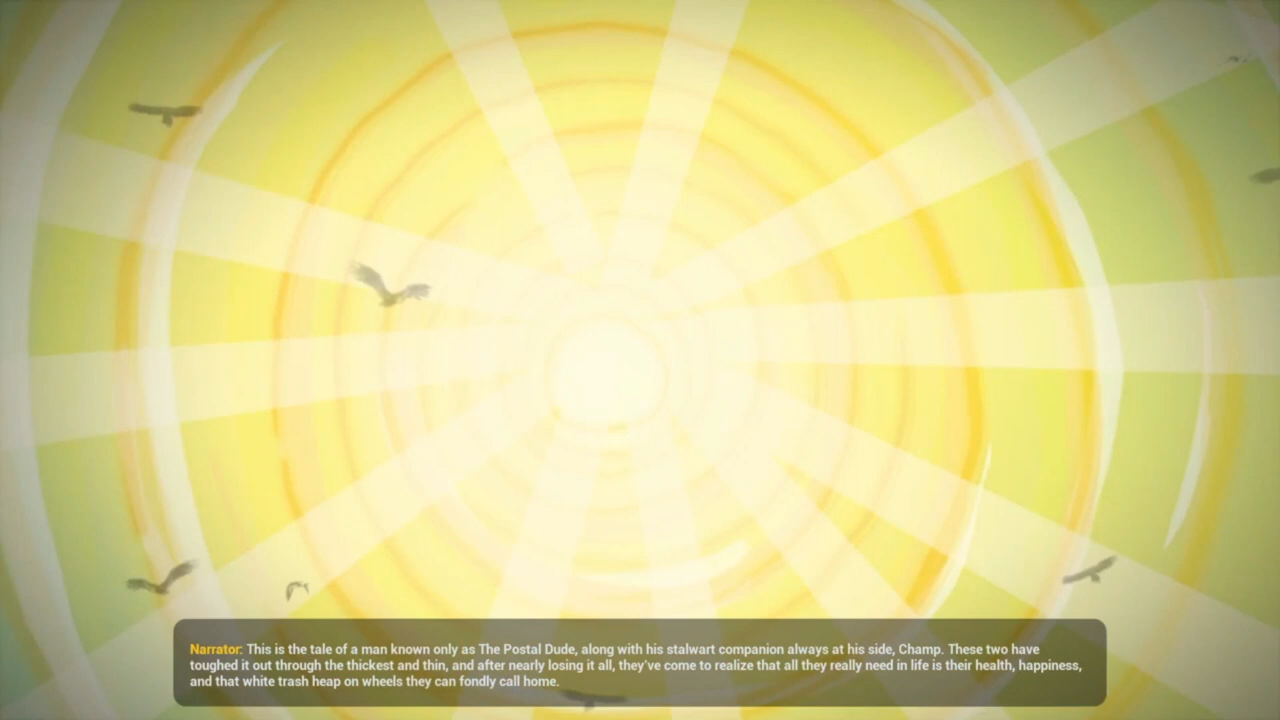 Narrator: This is the tale of a man known only as The Postal Dude, along with his stalwart companion always at his side, Champ. These two have
toughed it out through the thickest and thin, and after nearly losing it all, they've come to realize that all they really need in life is their health, happiness,
and that white trash heap on wheels they can fondly call home.